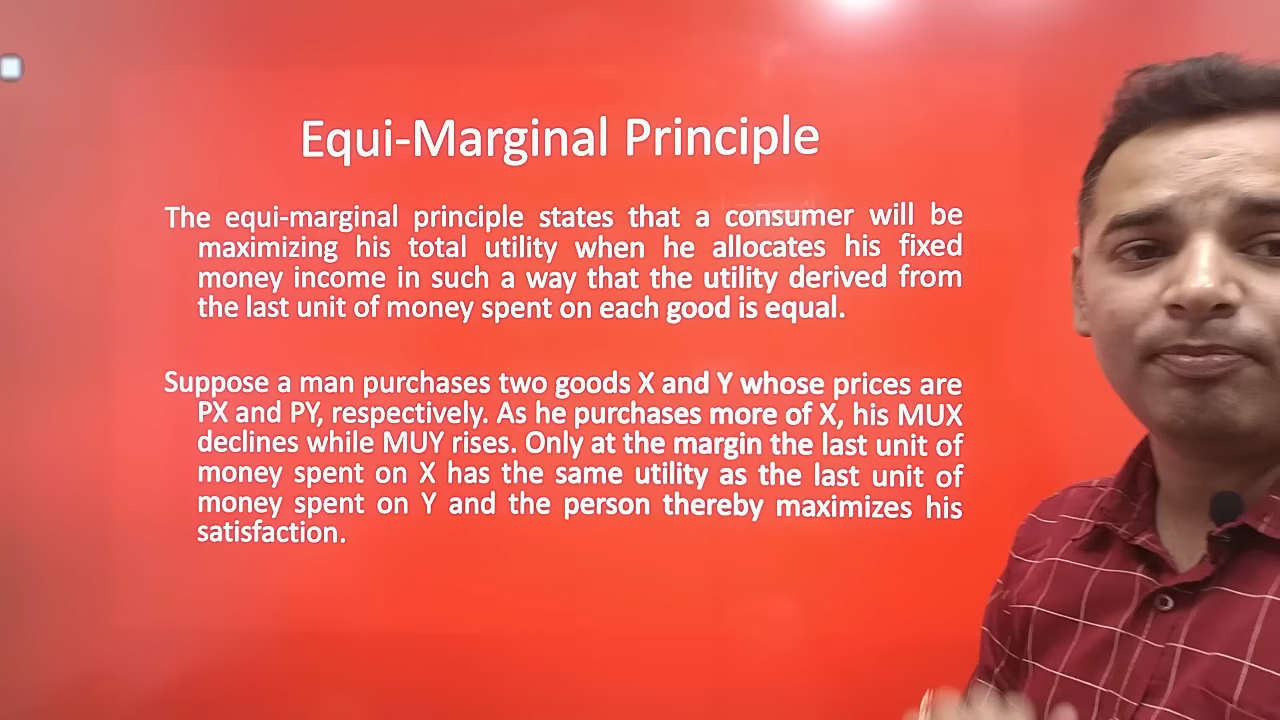 Equi-Marginal Principle
The equi-marginal principle states that a consumer will be
maximizing his total utility when he allocates his fixed
money income in such a way that the utility derived from
the last unit of money spent on each good is equal.
Suppose a man purchases two goods X and Y whose prices are
PX and PY, respectively. As he purchases more of X, his MUX
declines while MUY rises. Only at the margin the last unit of
money spent on X has the same utility as the last unit of
money spent on Y and the person thereby maximizes his
satisfaction.